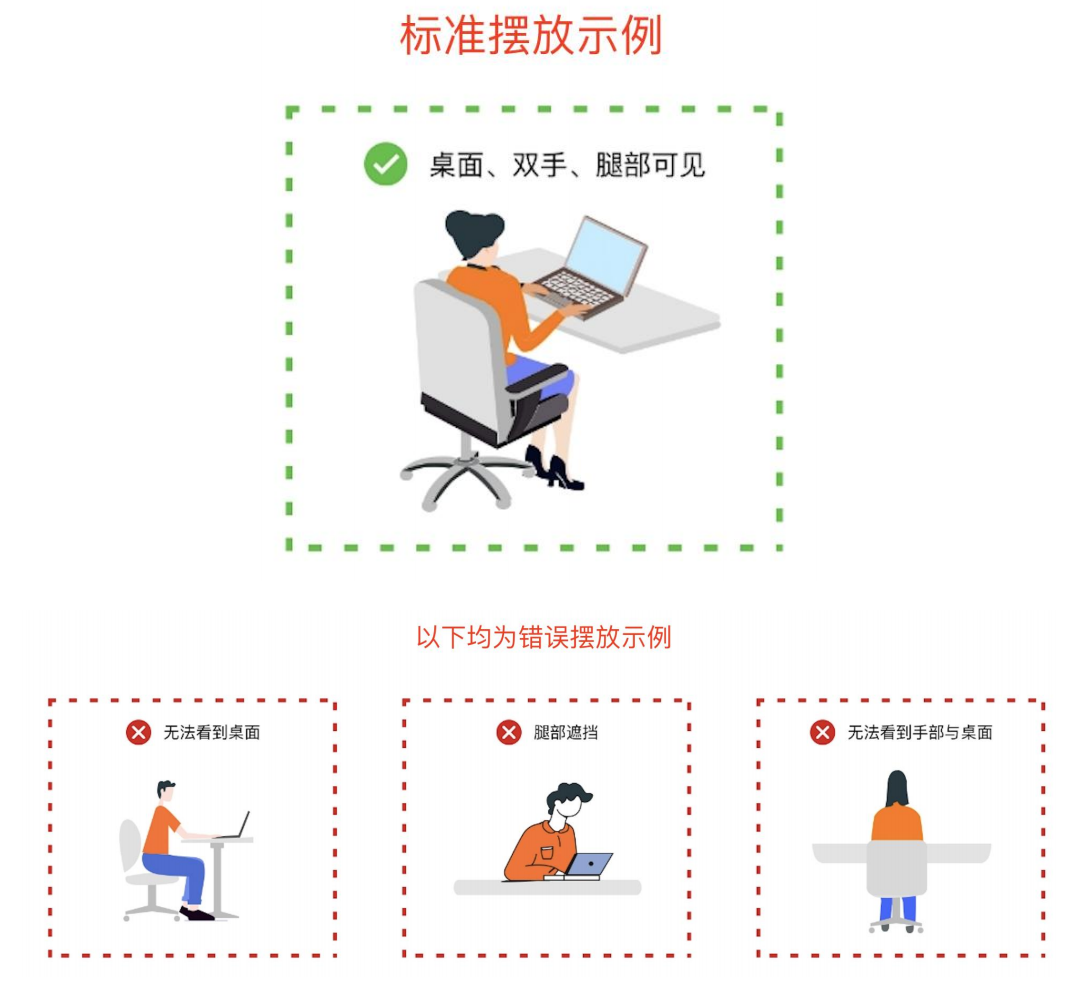 标准摆放示例
桌面、双手、腿部可见
以下均为错误摆放示例
无法看到桌面
腿部遮挡
无法看到手部与桌面